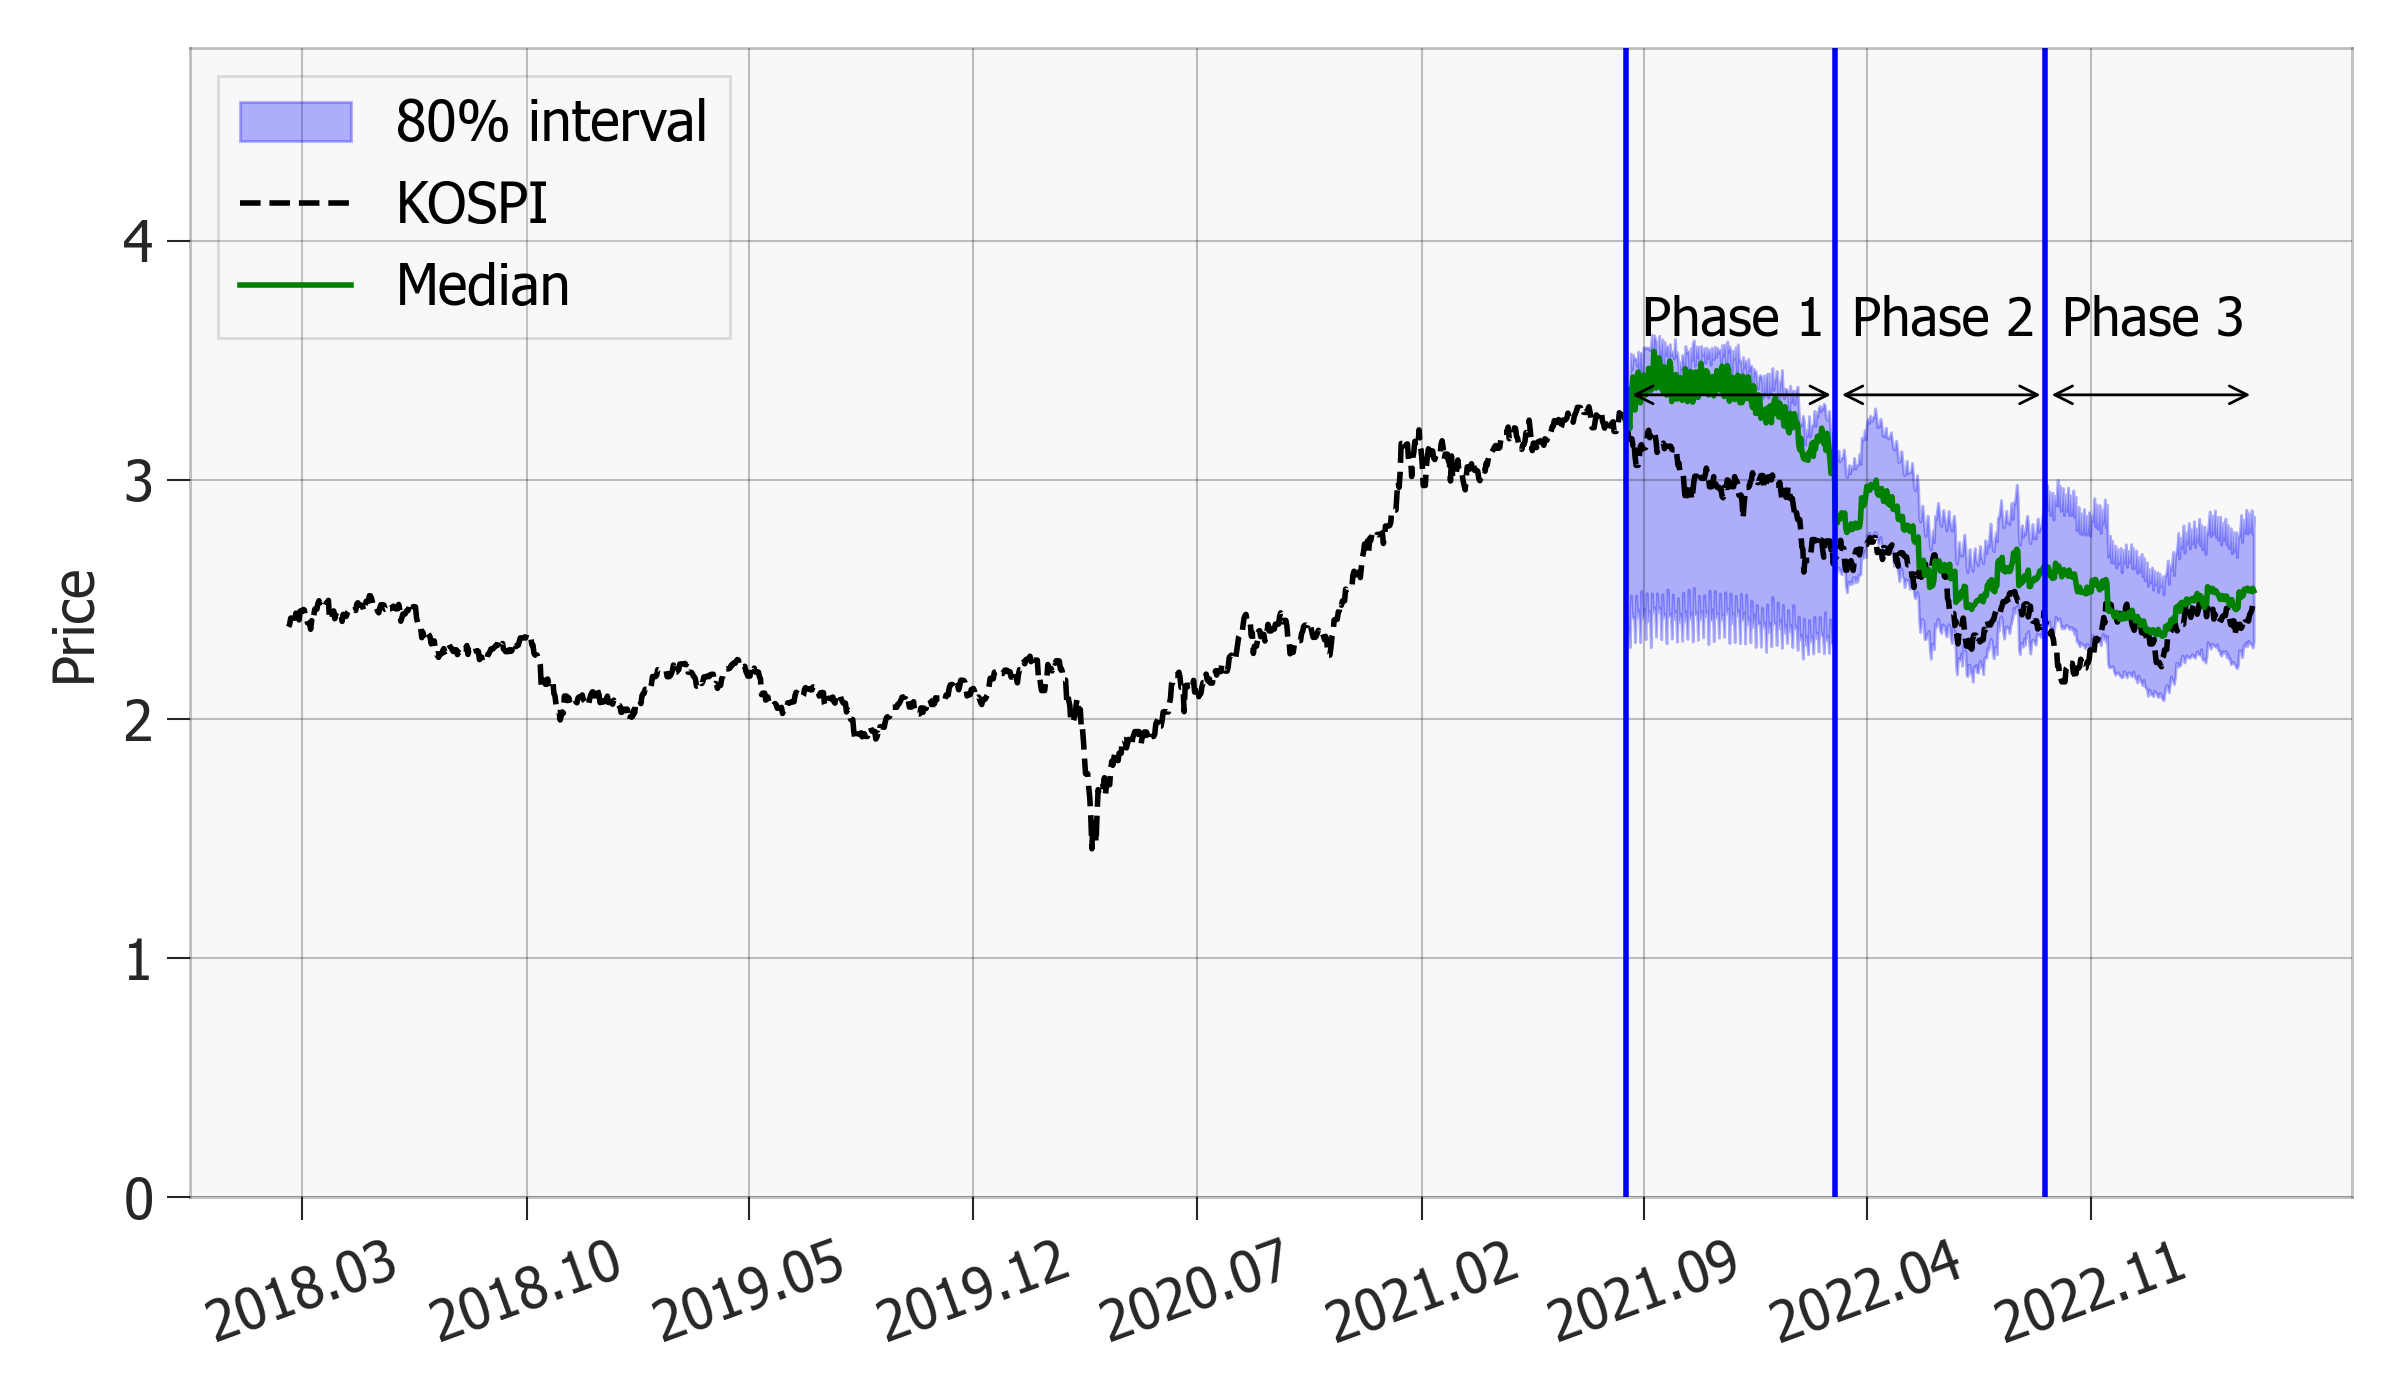 80% interval
KOSPI
Median
Phase 1
Phase 2
Phase 3
Price
4
3
2
1
0
2018.03
2018.10
2019.05
2019.12
2020.07
2021.02
2021.09
2022.04
2022.11